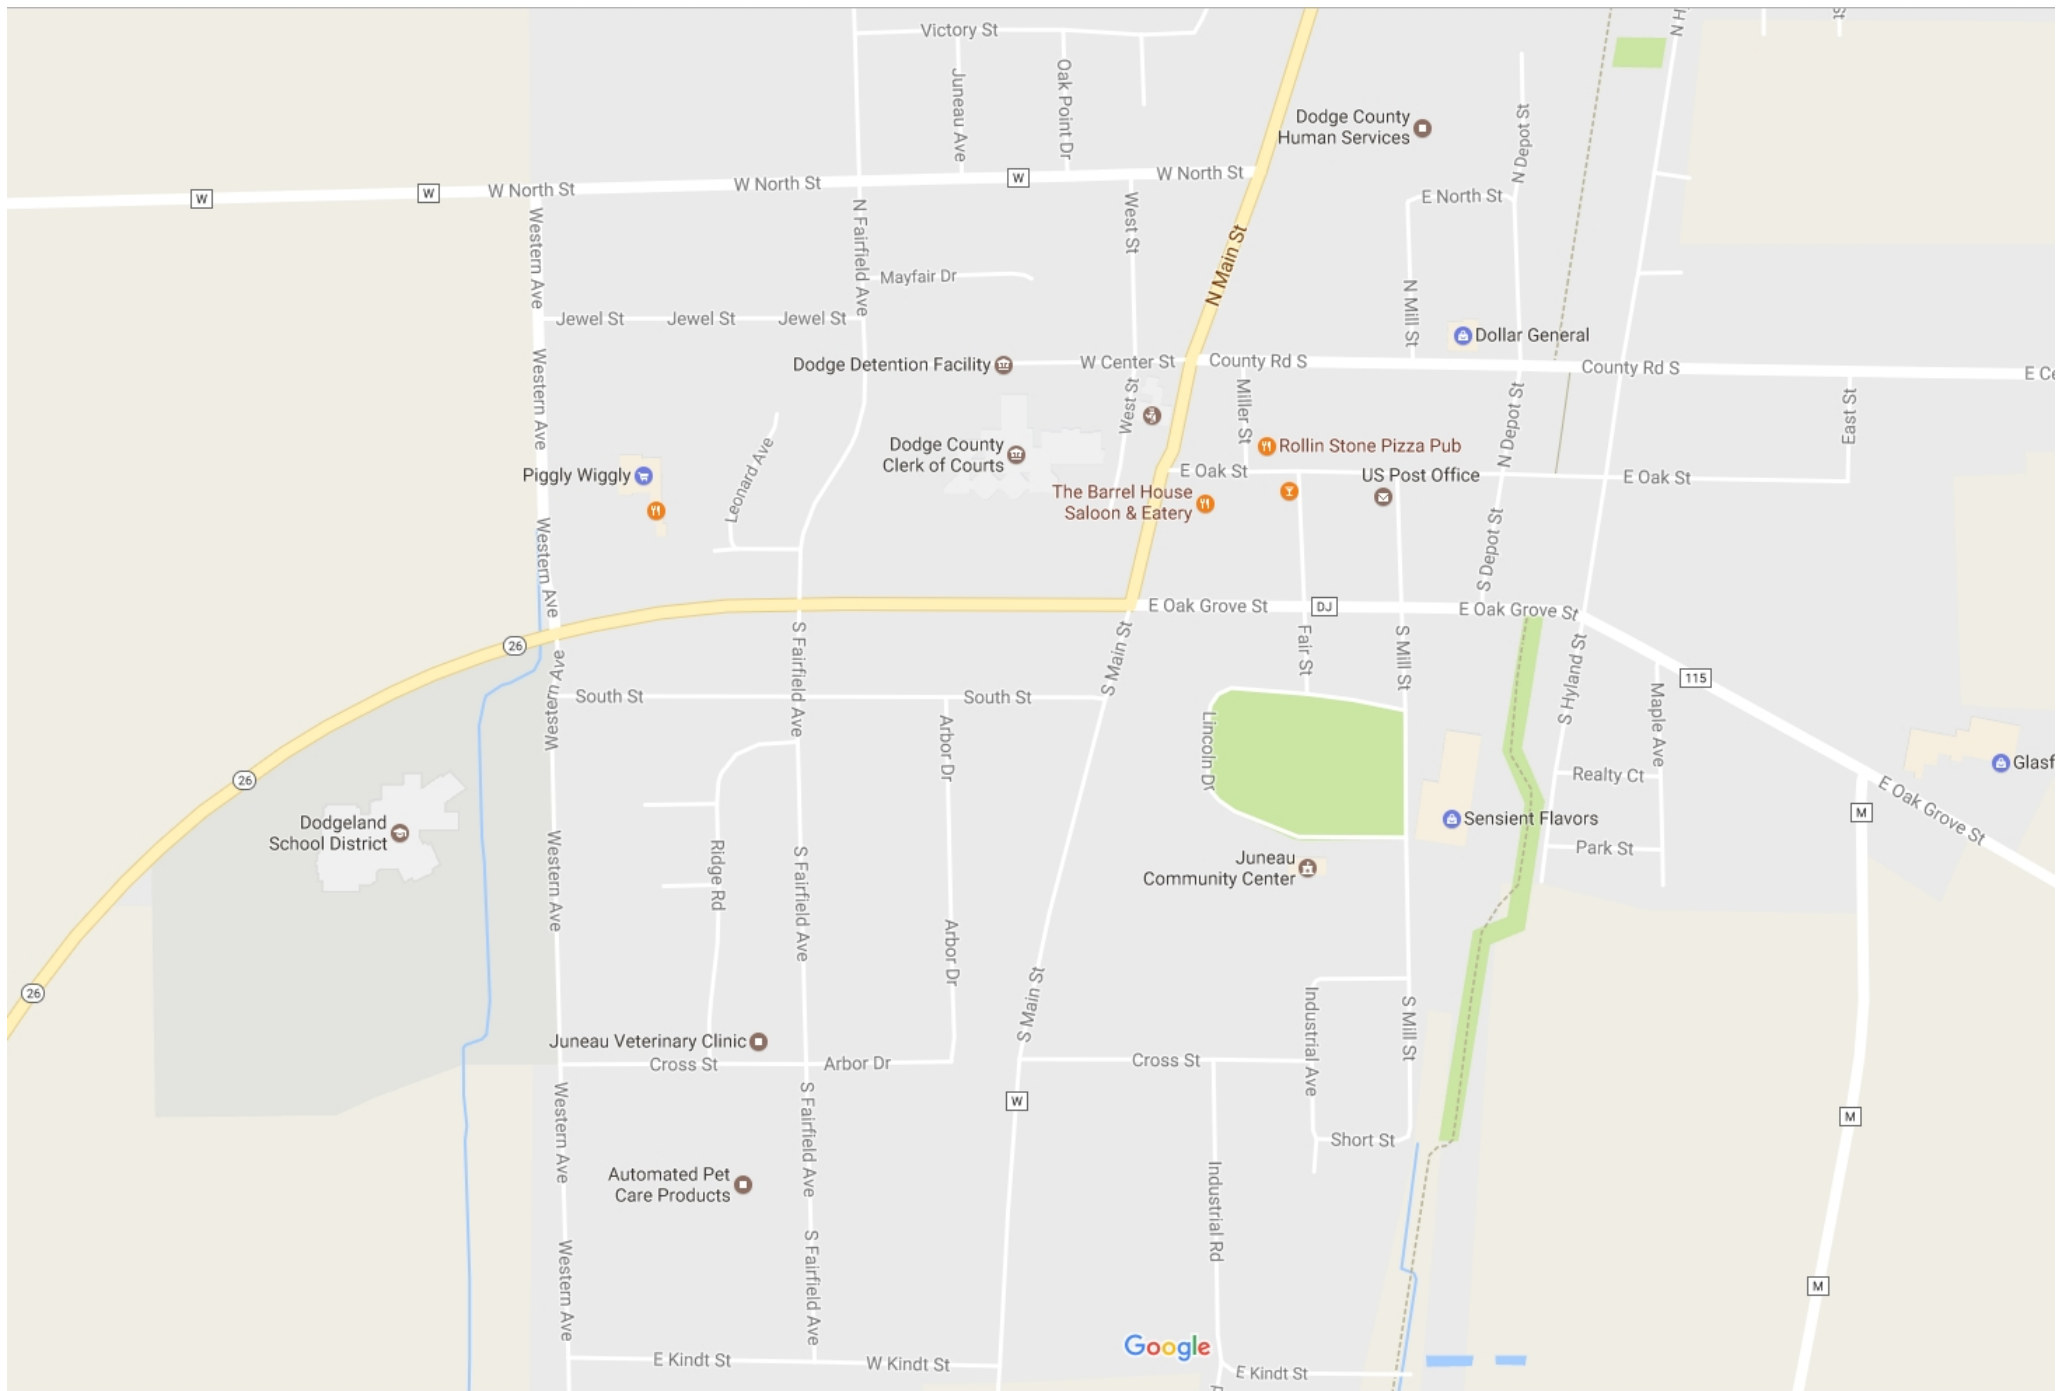 Victory St
Juneau Ave
Oak Point Dr
Dodge County
Human Services
N Depot St
St
N H
W North St
W North St
W North St
W
W
W
E North St
Western Ave
N Fairfield Ave
West St
N Main St
Mayfair Dr
N Mill St
Jewel St
Jewel St
Jewel St
Dollar General
Dodge Detention Facility
W Center St
County Rd S
County Rd S
E Ce
Western Ave
West St
Miller St
N Depot St
East St
Dodge County
Clerk of Courts
Rollin Stone Pizza Pub
Leonard Ave
Piggly Wiggly
E Oak St
US Post Office
E Oak St
The Barrel House
Saloon & Eatery
Western Ave
S Depot St
E Oak Grove St
DJ
E Oak Grove St
26
Western Ave
S Fairfield Ave
S Main St
Fair St
S Mill St
S Hyland St
115
South St
South St
Maple Ave
Arbor Dr
Lincoln Dr
26
Realty Ct
Glasf
E Oak Grove St
M
Dodgeland
School District
Sensient Flavors
Park St
Western Ave
Ridge Rd
S Fairfield Ave
Juneau
Community Center
Arbor Dr
26
S Main St
Industrial Ave
S Mill St
Juneau Veterinary Clinic
Cross St
Arbor Dr
Cross St
W
M
Western Ave
S Fairfield Ave
Short St
Automated Pet
Care Products
Industrial Rd
Western Ave
S Fairfield Ave
M
Google
E Kindt St
W Kindt St
E Kindt St